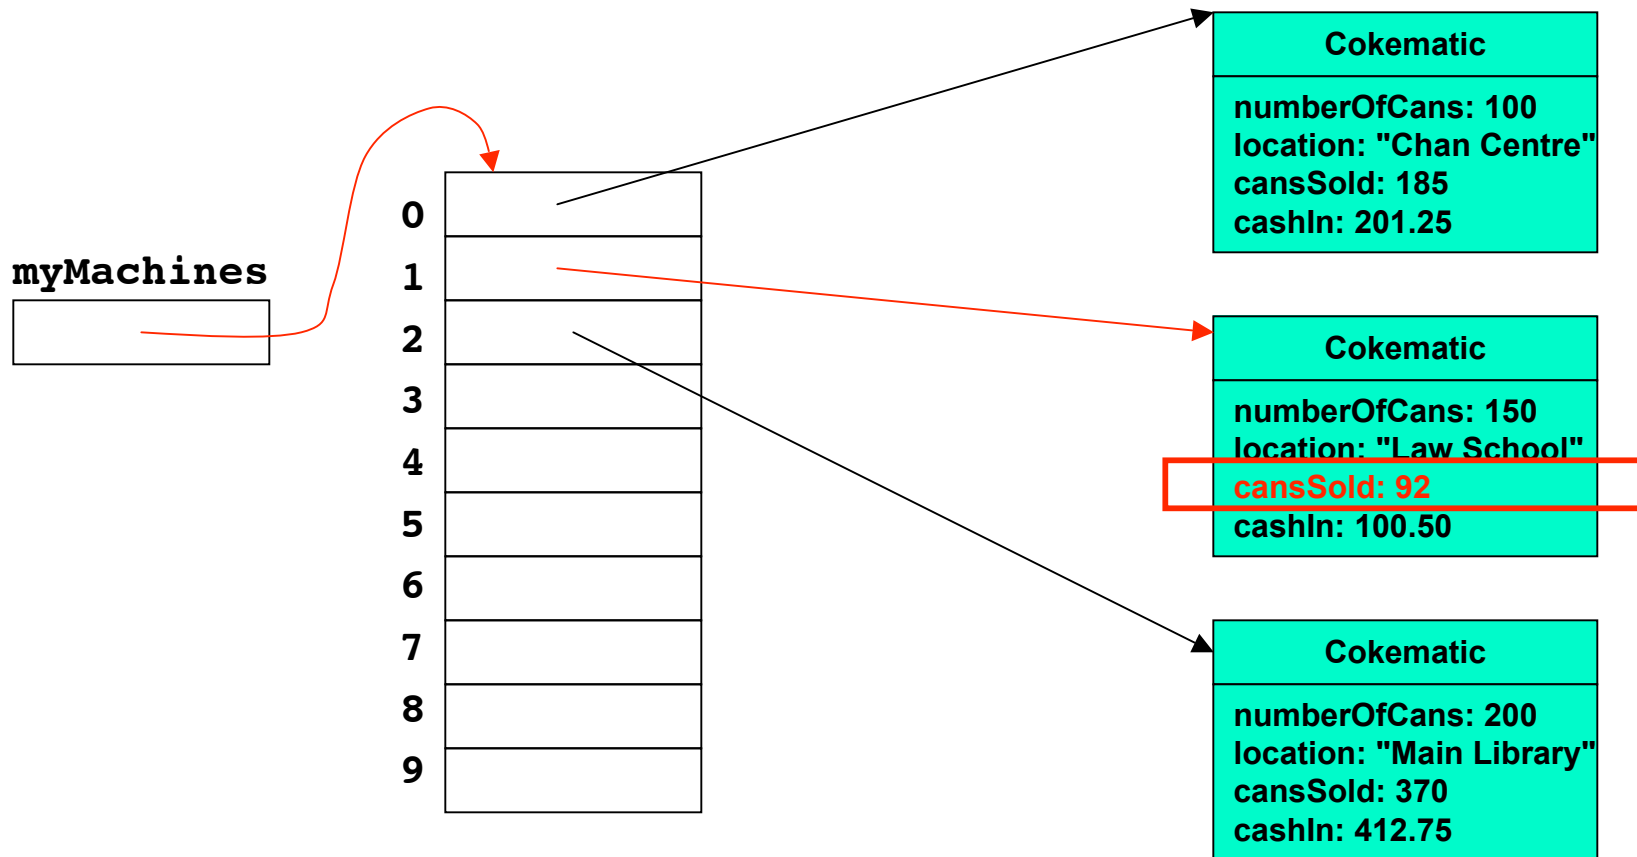 myMachines
0
1
2
3
4
5
6
7
8
9
Cokematic
numberOfCans: 100
location: "Chan Centre"
cansSold: 185
cashIn: 201.25
Cokematic
numberOfCans: 150
location: "Law School"
cansSold: 92
cashIn: 100.50
Cokematic
numberOfCans: 200
location: "Main Library"
cansSold: 370
cashIn: 412.75